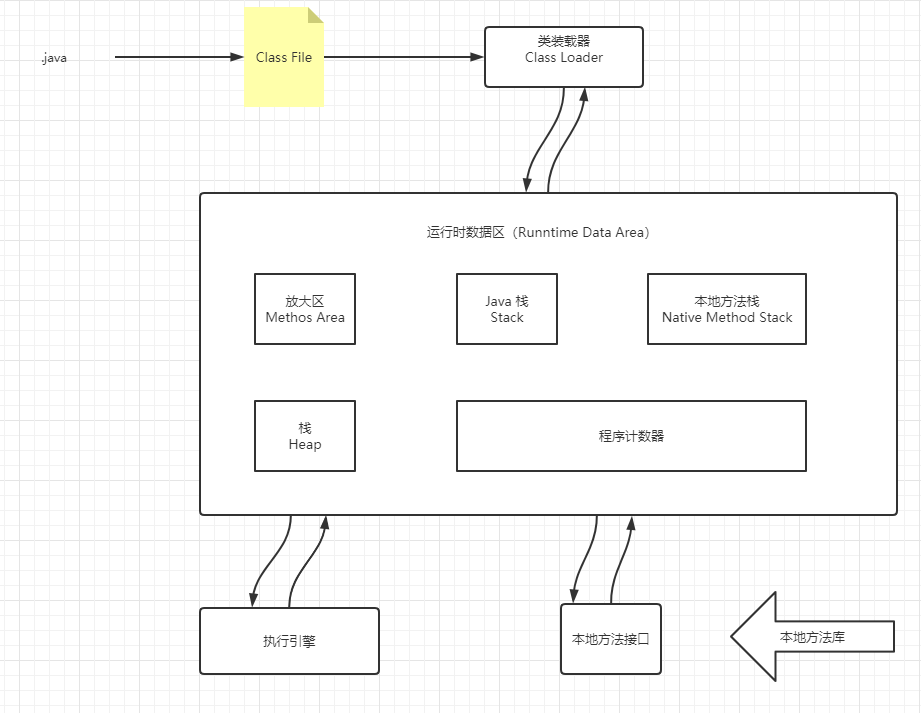 .java
Class File
类装载器
Class Loader
运行时数据区（Runntime Data Area）
放大区
Methos Area
Java 栈
Stack
本地方法栈
Native Method Stack
栈
Heap
程序计数器
执行引擎
本地方法接口
本地方法库